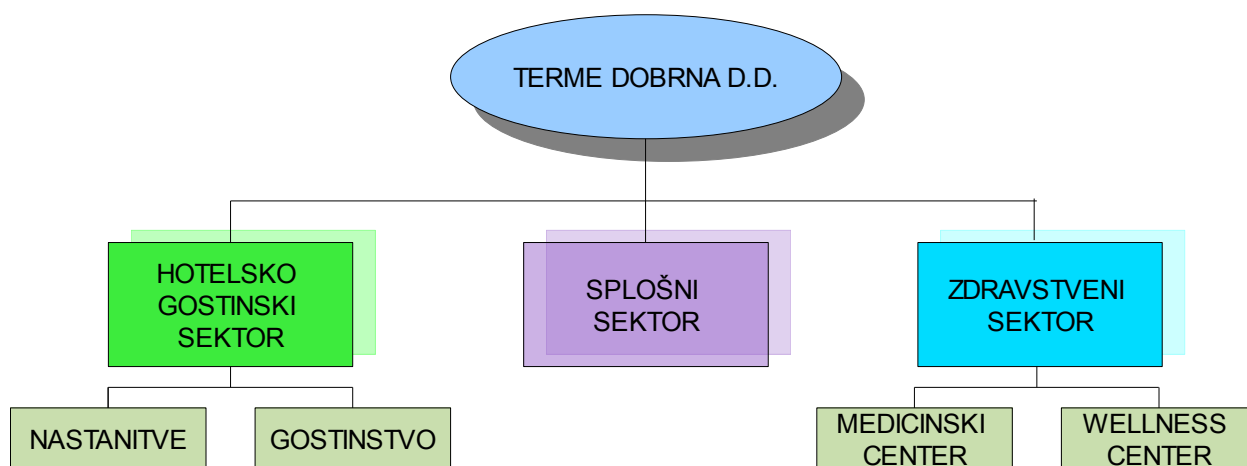 TERME DOBRNA D.D.
HOTELSKO
GOSTINSKI
SEKTOR
SPLOŠNI
SEKTOR
ZDRAVSTVENI
SEKTOR
NASTANITVE
GOSTINSTVO
MEDICINSKI
CENTER
WELLNESS
CENTER